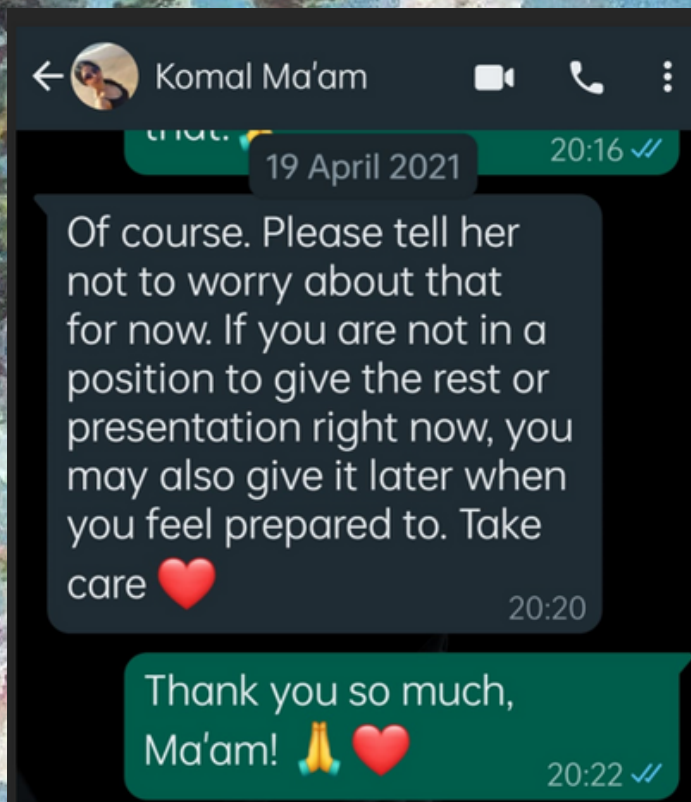 Komal Ma'am
that. 🙏
20:16
19 April 2021
Of course. Please tell her
not to worry about that
for now. If you are not in a
position to give the rest or
presentation right now, you
may also give it later when
you feel prepared to. Take
care ❤️
20:20
Thank you so much,
Ma'am! 🙏 ❤️
20:22